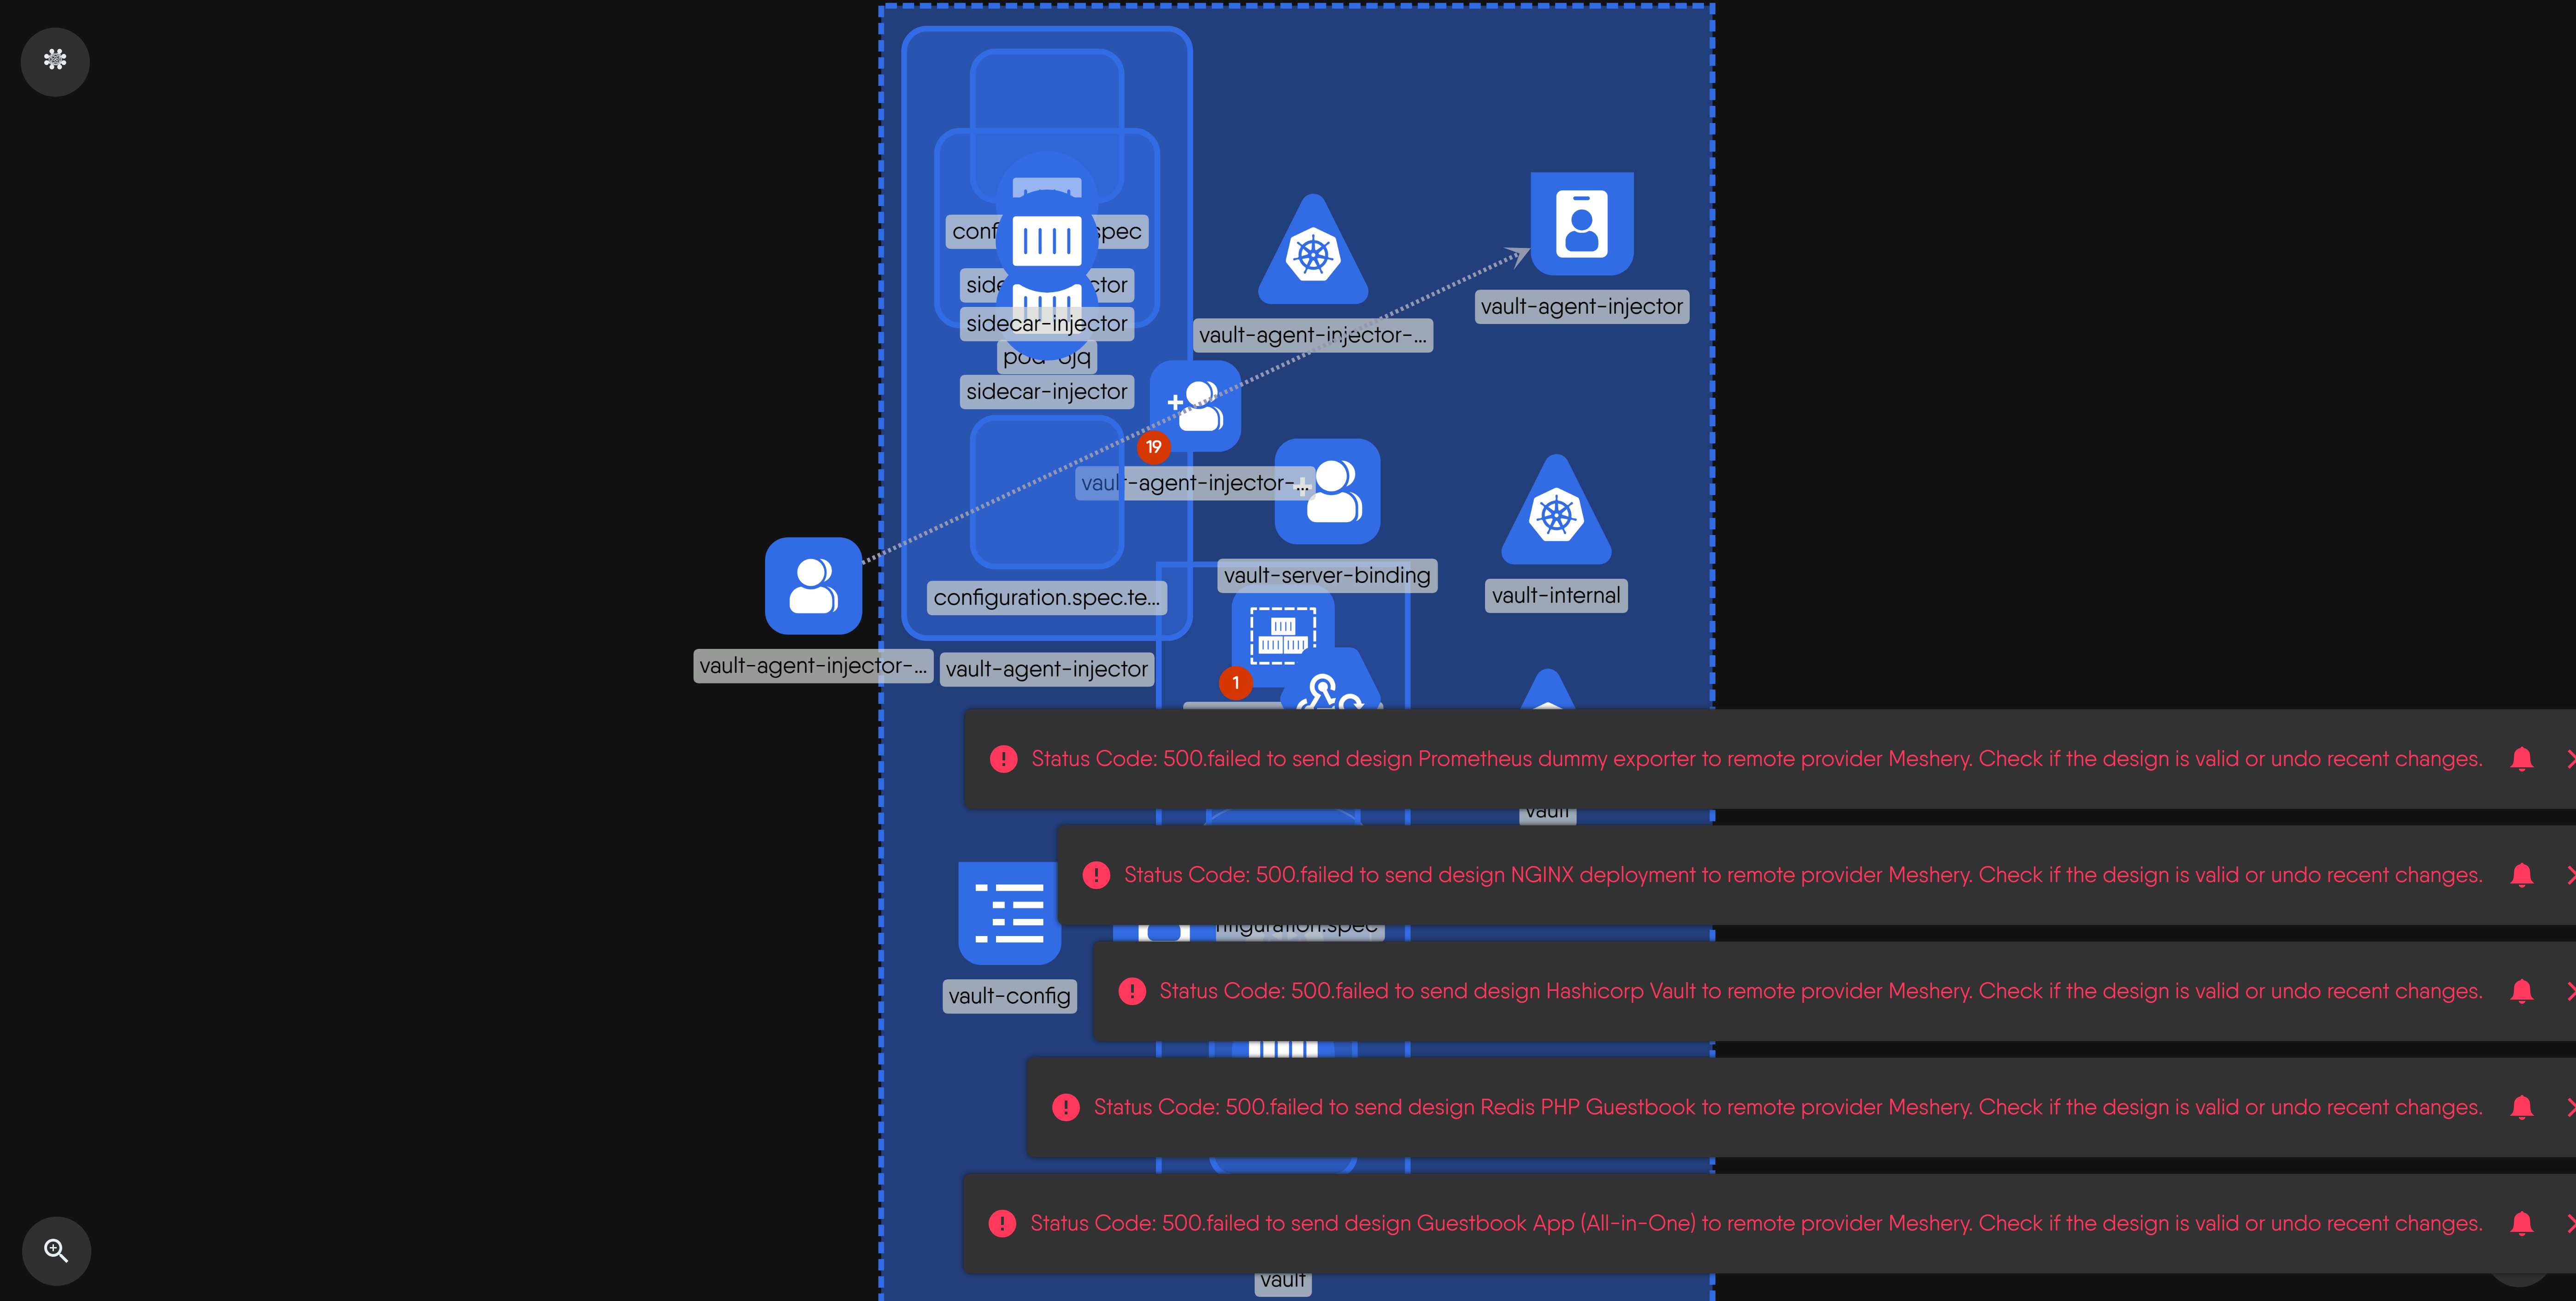 spec
sidecar-injector
sidecar-injector
vault-agent-injector-...
vault-agent-injector
19
vault-agent-injector-...
vault-server-binding
vault-internal
configuration.spec.te...
vault-agent-injector-...
vault-agent-injector
1
Status Code: 500.failed to send design Prometheus dummy exporter to remote provider Meshery. Check if the design is valid or undo recent changes.
vault
Status Code: 500.failed to send design NGINX deployment to remote provider Meshery. Check if the design is valid or undo recent changes.
vault-config
Status Code: 500.failed to send design Hashicorp Vault to remote provider Meshery. Check if the design is valid or undo recent changes.
Status Code: 500.failed to send design Redis PHP Guestbook to remote provider Meshery. Check if the design is valid or undo recent changes.
Status Code: 500.failed to send design Guestbook App (All-in-One) to remote provider Meshery. Check if the design is valid or undo recent changes.
vault